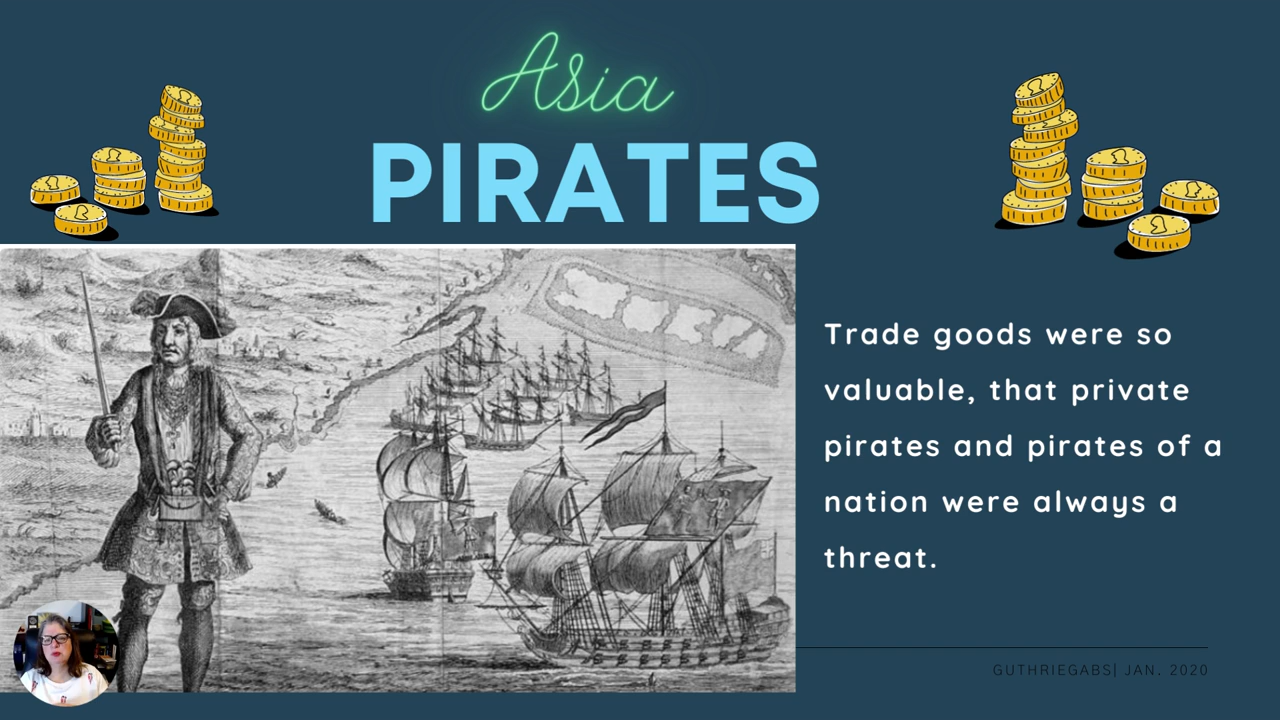 Asia
PIRATES
Trade goods were so
valuable, that private
pirates and pirates of a
nation were always a
threat.
GUTHRIEGABS| JAN. 2020